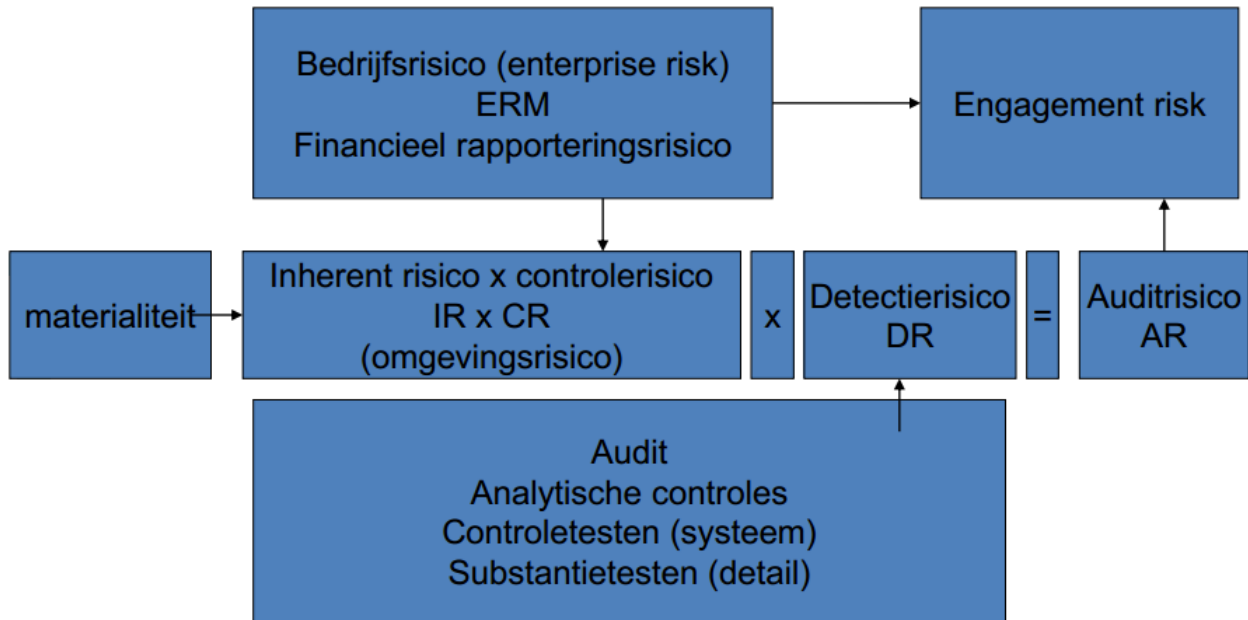 Bedrijfsrisico (enterprise risk)
ERM
Financieel rapporteringsrisico
Engagement risk
materialiteit
Inherent risico x controlerisico
IR x CR
(omgevingsrisico)
x
Detectierisico
DR
=
Auditrisico
AR
Audit
Analytische controles
Controletesten (systeem)
Substantietesten (detail)